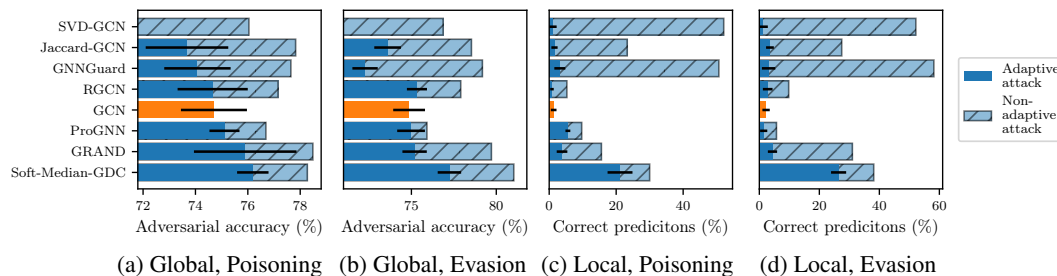 SVD-GCN
Jaccard-GCN
GNNGuard
RGCN
GCN
ProGNN
GRAND
Soft-Median-GDC
72 74 76 78
75 80
0 20 40
0 20 40 60
Adversarial accuracy (%)
Adversarial accuracy (%)
Correct predicitons (%)
Correct predicitons (%)
Adaptive
attack
Non-
adaptive
attack
(a) Global, Poisoning (b) Global, Evasion (c) Local, Poisoning (d) Local, Evasion